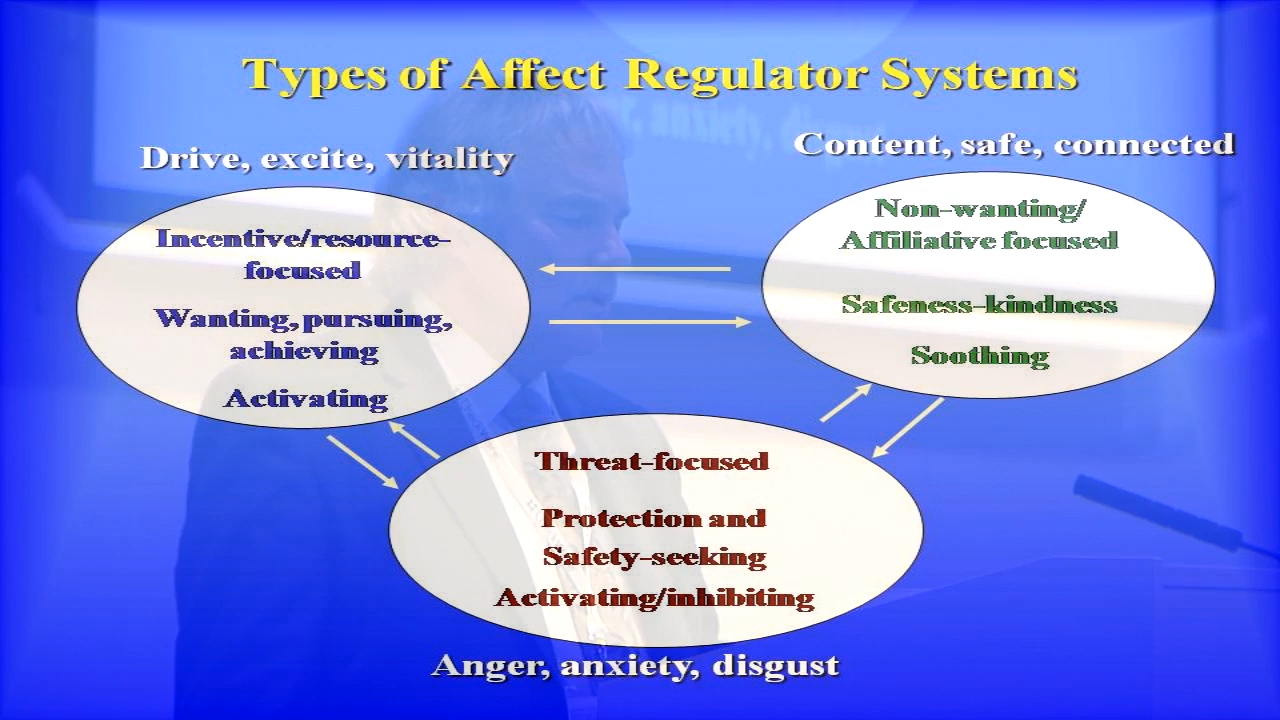 Types of Affect Regulator Systems
Drive, excite, vitality
Content, safe, connected
Incentive/resource-
focused
Wanting, pursuing,
achieving
Activating
Non-wanting/
Affiliative focused
Safeness-kindness
Soothing
Threat-focused
Protection and
Safety-seeking
Activating/inhibiting
Anger, anxiety, disgust